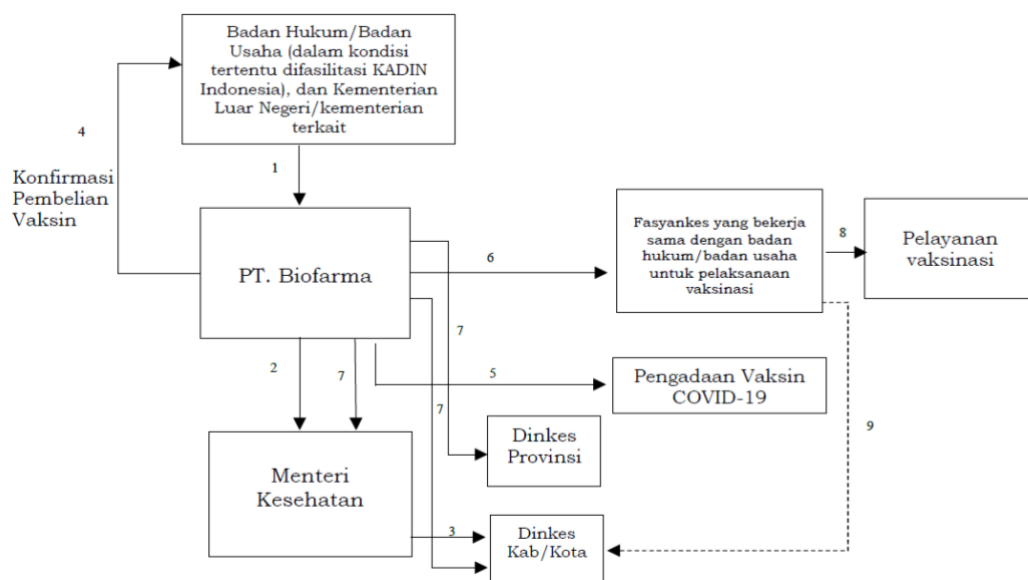 Badan Hukum/Badan
Usaha (dalam kondisi
tertentu difasilitasi KADIN
Indonesia), dan Kementerian
Luar Negeri/kementerian
terkait
4
Konfirmasi
Pembelian
Vaksin
1
PT. Biofarma
6
Fasyankes yang bekerja
sama dengan badan
hukum/badan usaha
untuk pelaksanaan
vaksinasi
8
Pelayanan
vaksinasi
7
2
7
5
Pengadaan Vaksin
COVID-19
7
9
Dinkes
Provinsi
Menteri
Kesehatan
3
Dinkes
Kab/Kota